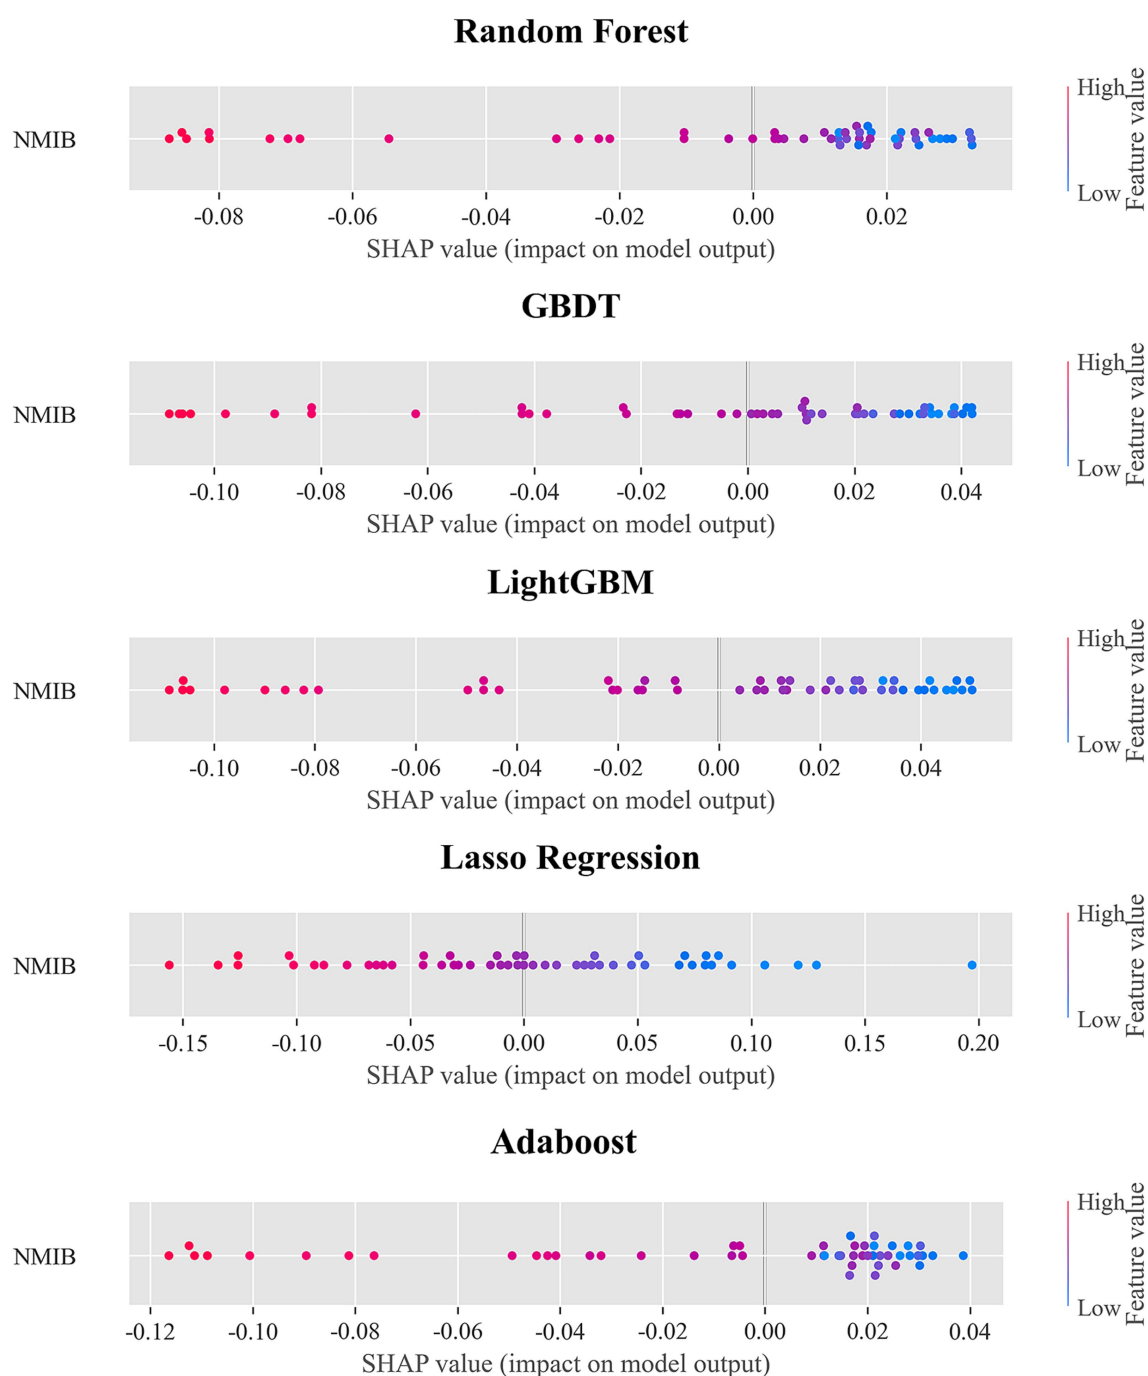 Random Forest
High
NMIB
Feature value
Low
-0.08 -0.06 -0.04 -0.02 0.00 0.02
SHAP value (impact on model output)
GBDT
High
NMIB
Feature value
Low
-0.10 -0.08 -0.06 -0.04 -0.02 0.00 0.02 0.04
SHAP value (impact on model output)
LightGBM
High
NMIB
Feature value
Low
-0.10 -0.08 -0.06 -0.04 -0.02 0.00 0.02 0.04
SHAP value (impact on model output)
Lasso Regression
High
NMIB
Feature value
Low
-0.15 -0.10 -0.05 0.00 0.05 0.10 0.15 0.20
SHAP value (impact on model output)
Adaboost
High
NMIB
Feature value
Low
-0.12 -0.10 -0.08 -0.06 -0.04 -0.02 0.00 0.02 0.04
SHAP value (impact on model output)